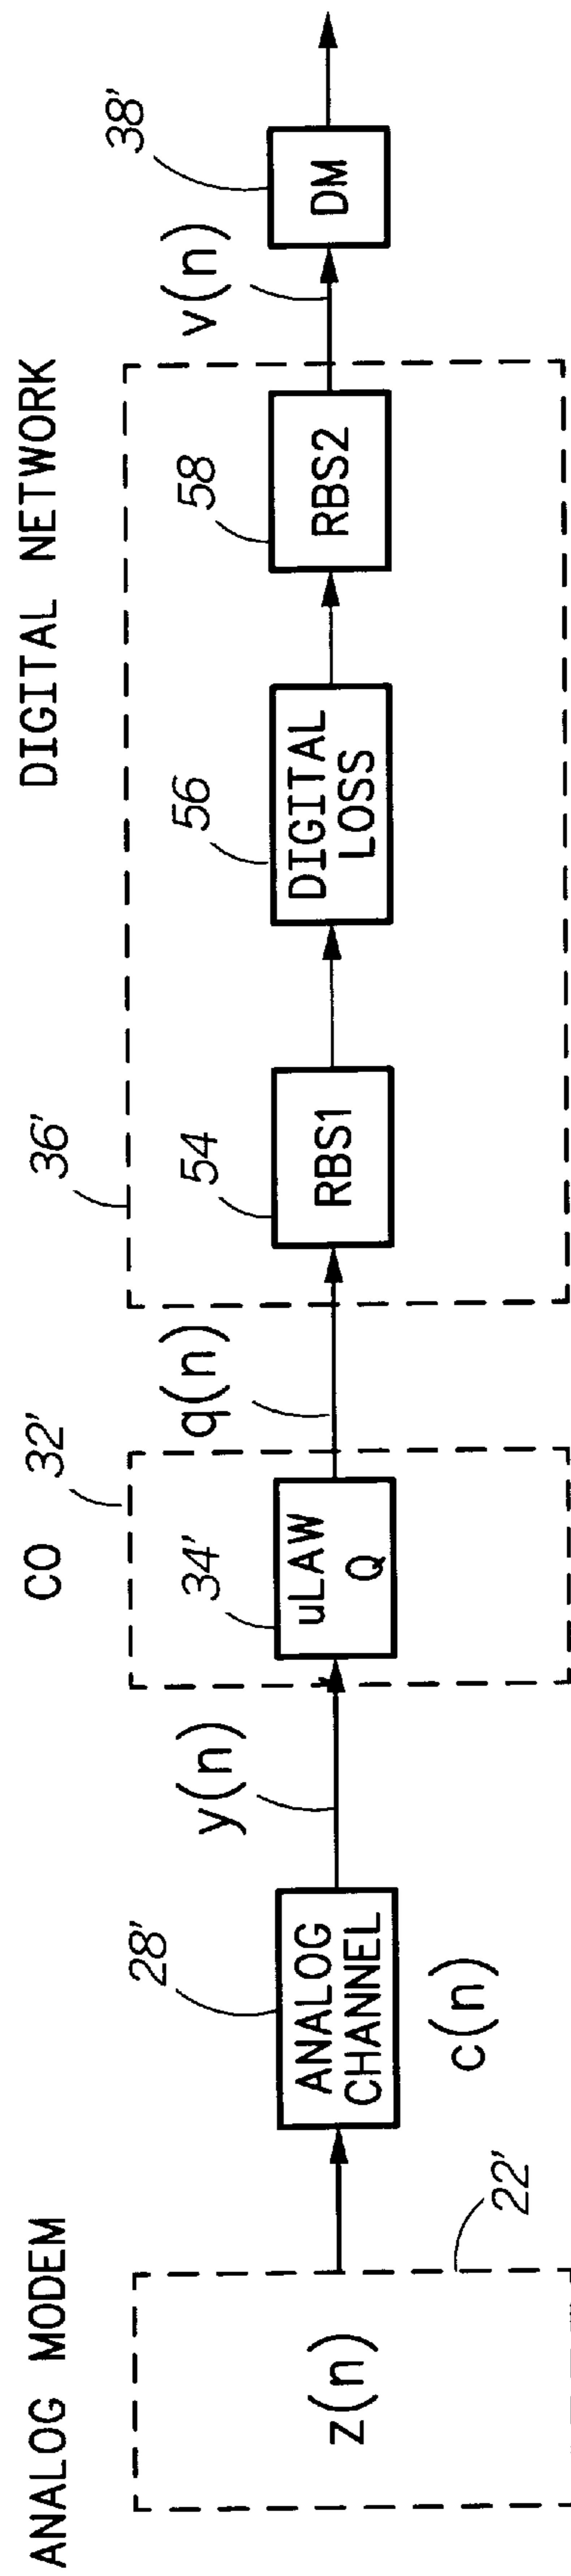 ANALOG MODEM
z(n)
22'
28'
ANALOG
CHANNEL
c(n)
y(n)
CO
32'
34'
uLAW
Q
q(n)
36'
DIGITAL NETWORK
54
RBS1
56
DIGITAL
LOSS
58
RBS2
v(n)
38'
DM